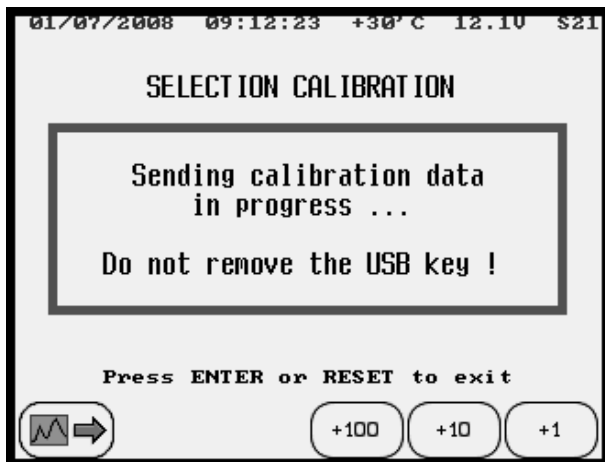 01/07/2008 09:12:23 +30'C 12.1V S21
SELECTION CALIBRATION
Sending calibration data
in progress ...
Do not remove the USB key !
Press ENTER or RESET to exit
+100 +10 +1